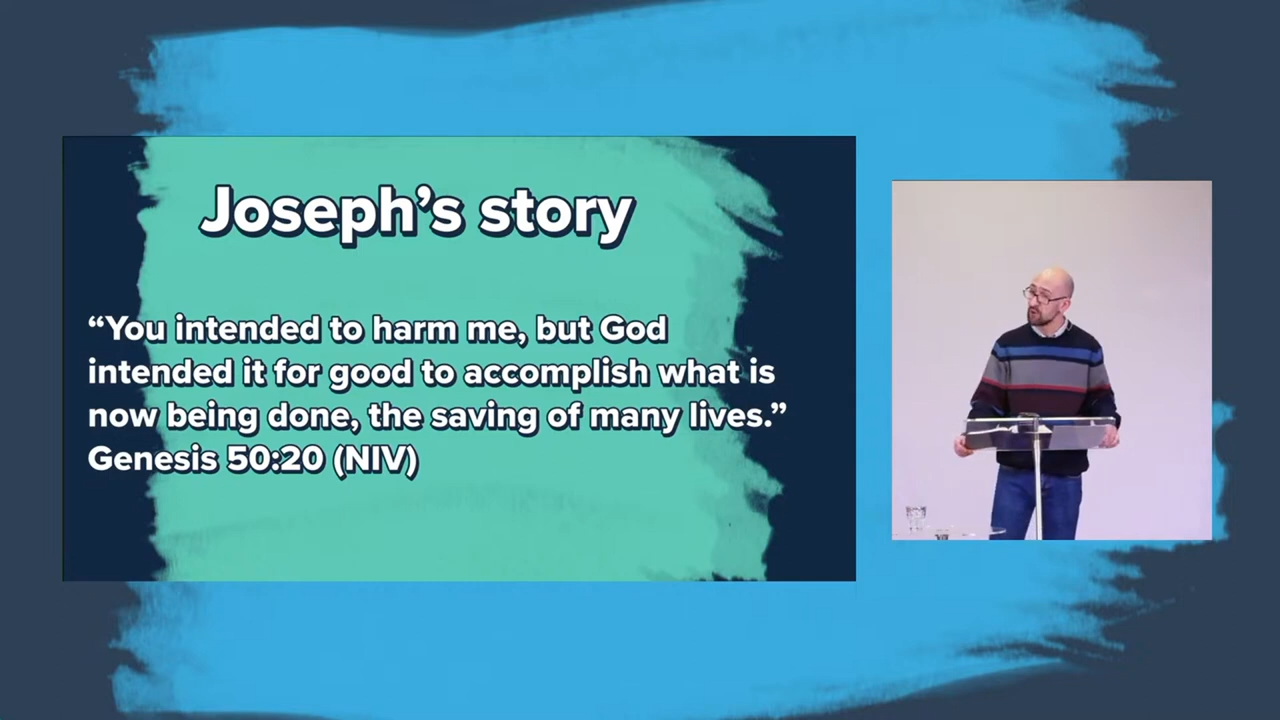 Joseph’s story
“You intended to harm me, but God
intended it for good to accomplish what is
now being done, the saving of many lives.”
Genesis 50:20 (NIV)